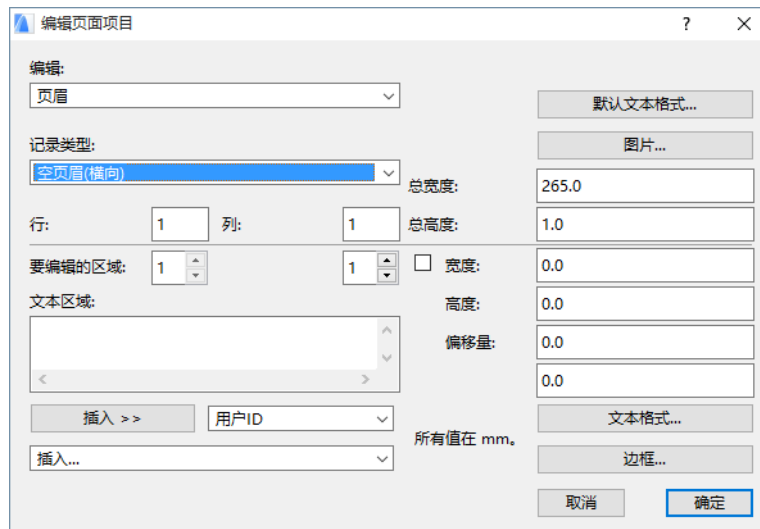 编辑页面项目
?
编辑:
页眉
默认文本格式...
记录类型:
图片...
空页眉(横向)
总宽度:
265.0
行:
1
列:
1
总高度:
1.0
要编辑的区域:
1
1
宽度:
0.0
文本区域:
高度:
0.0
偏移量:
0.0
0.0
插入 >>
用户ID
文本格式...
所有值在 mm。
插入...
边框...
取消
确定